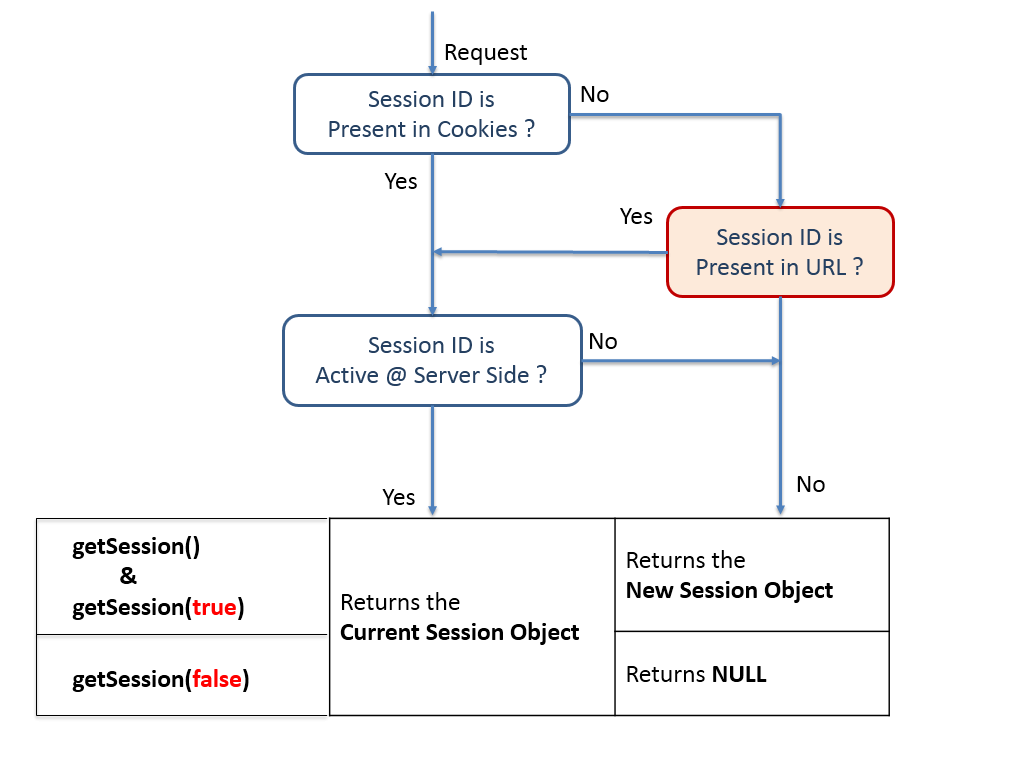 Request
Session ID is
Present in Cookies ?
No
Yes
Yes
Session ID is
Present in URL ?
Session ID is
Active @ Server Side ?
No
Yes
No
getSession()
&
getSession(true)
Returns the
Current Session Object
Returns the
New Session Object
getSession(false)
Returns NULL